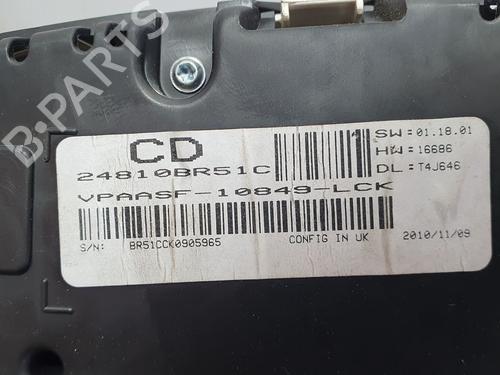 B-PARTS
CD
24810BR51C
VPAASF-10849-LCK
S/N: BR51CCK0905965
CONFIG IN UK
SW:01.18.01
HW:16686
DL:T4J646
2010/11/09